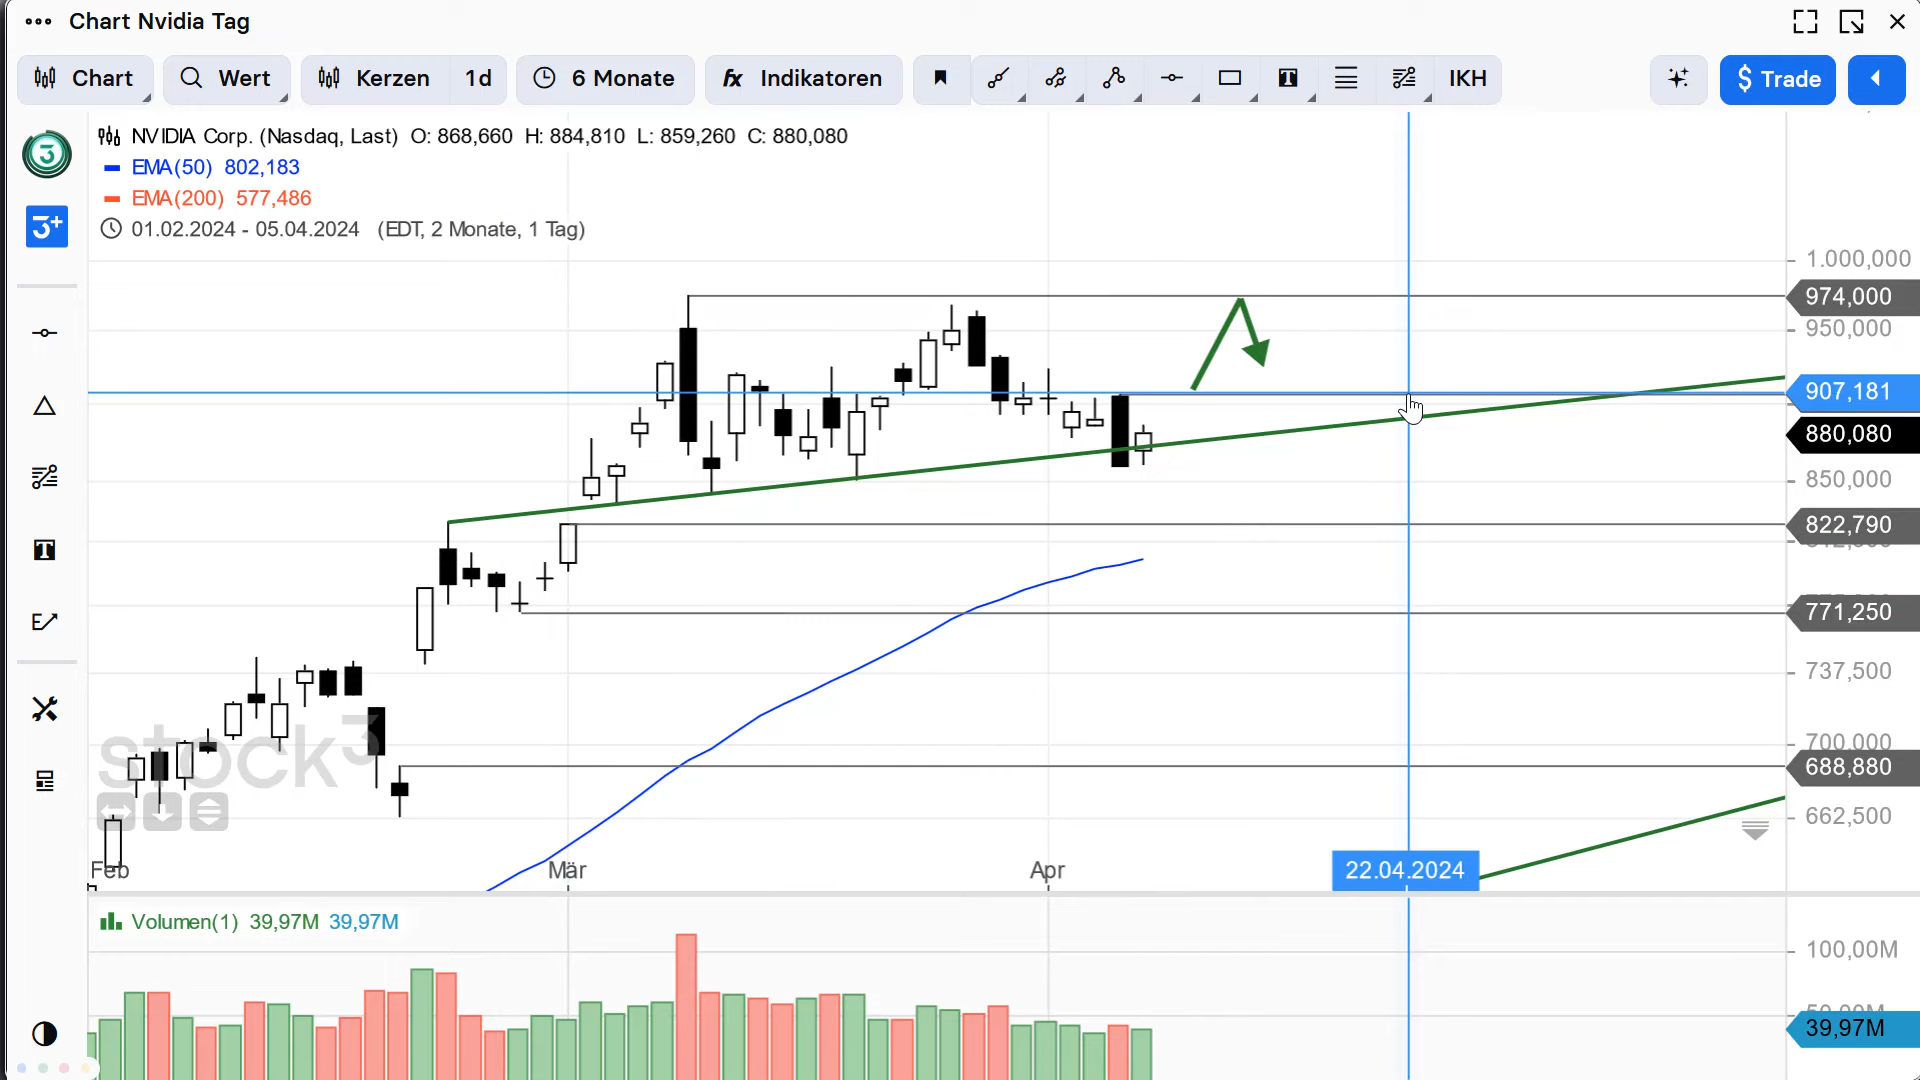 Chart Nvidia Tag
Chart Wert Kerzen 1d 6 Monate fx Indikatoren T IKH $ Trade
NVIDIA Corp. (Nasdaq, Last) O: 868,660 H: 884,810 L: 859,260 C: 880,080
EMA(50) 802,183
EMA(200) 577,486
01.02.2024 - 05.04.2024 (EDT, 2 Monate, 1 Tag)
3
3+
1.000,000
974,000
950,000
907,181
880,080
850,000
822,790
771,250
737,500
700,000
688,880
662,500
stock3
Feb Mär Apr 22.04.2024
Volumen(1) 39,97M 39,97M
100,00M
39,97M